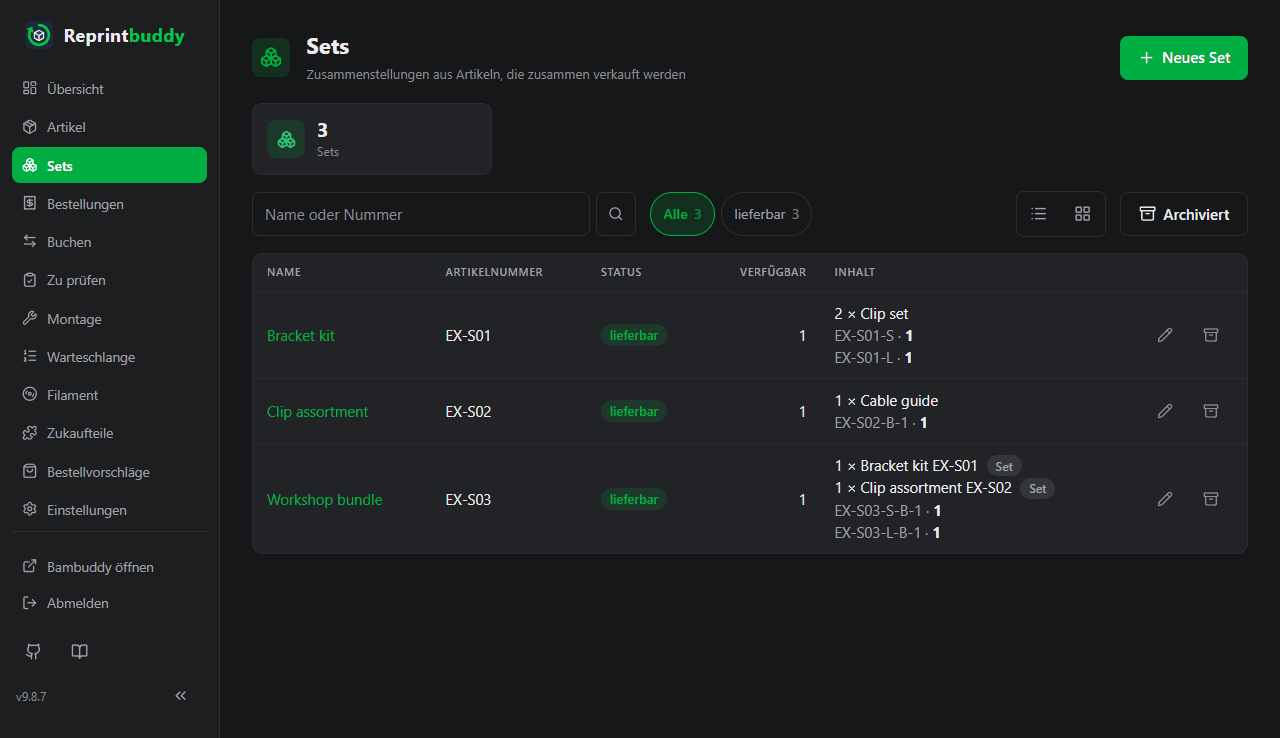 Reprintbuddy
Übersicht
Artikel
Sets
Bestellungen
Buchen
Zu prüfen
Montage
Warteschlange
Filament
Zukaufteile
Bestellvorschläge
Einstellungen
Bambuddy öffnen
Abmelden
v9.8.7
Sets
Zusammenstellungen aus Artikeln, die zusammen verkauft werden
Neues Set
3
Sets
Name oder Nummer
Alle 3
lieferbar 3
Archiviert
NAME ARTIKELNUMMER STATUS VERFÜGBAR INHALT
Bracket kit EX-S01 lieferbar 1
2 × Clip set
EX-S01-S · 1
EX-S01-L · 1
Clip assortment EX-S02 lieferbar 1
1 × Cable guide
EX-S02-B-1 · 1
Workshop bundle EX-S03 lieferbar 1
1 × Bracket kit EX-S01 Set
1 × Clip assortment EX-S02 Set
EX-S03-S-B-1 · 1
EX-S03-L-B-1 · 1